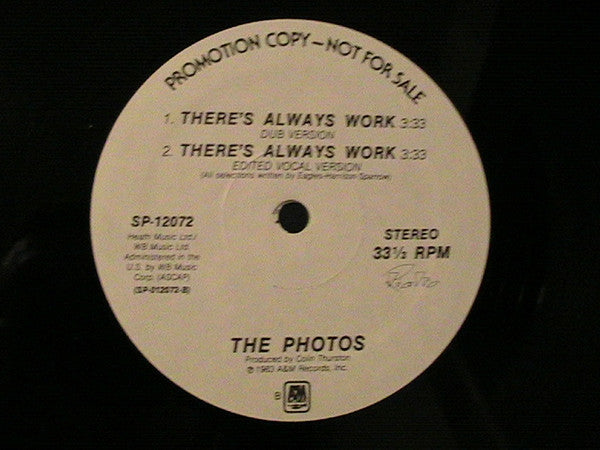 PROMOTION COPY—NOT FOR SALE
1. THERE'S ALWAYS WORK 3:33
DUB VERSION
2. THERE'S ALWAYS WORK 3:33
EDITED VOCAL VERSION
(All selections written by Eagles-Harrison Sparrow)
SP-12072
Heath Music Ltd./
WB Music Ltd.
Administered in the
U.S. by WB Music
Corp. (ASCAP)
(SP-012072-B)
STEREO
33⅓ RPM
THE PHOTOS
Produced by Colin Thurston
℗ 1983 A&M Records, Inc.
B
A&M